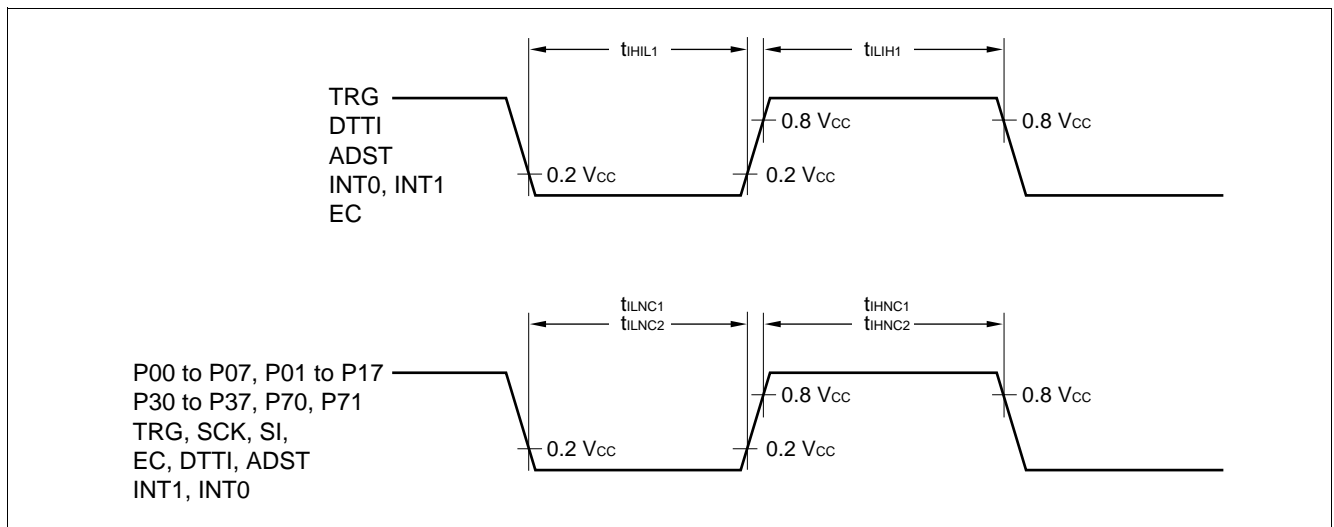 tIHIL1 tILIH1
TRG
DTTI
ADST
INT0, INT1
EC
0.8 VCC 0.8 VCC
0.2 VCC 0.2 VCC
tILNC1 tIHNC1
tILNC2 tIHNC2
P00 to P07, P01 to P17
P30 to P37, P70, P71
TRG, SCK, SI,
EC, DTTI, ADST
INT1, INT0
0.8 VCC 0.8 VCC
0.2 VCC 0.2 VCC